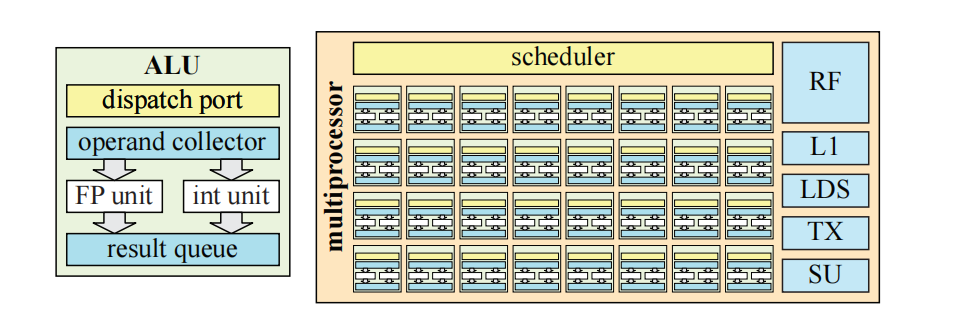 ALU
dispatch port
operand collector
FP unit
int unit
result queue
multiprocessor
scheduler
RF
L1
LDS
TX
SU